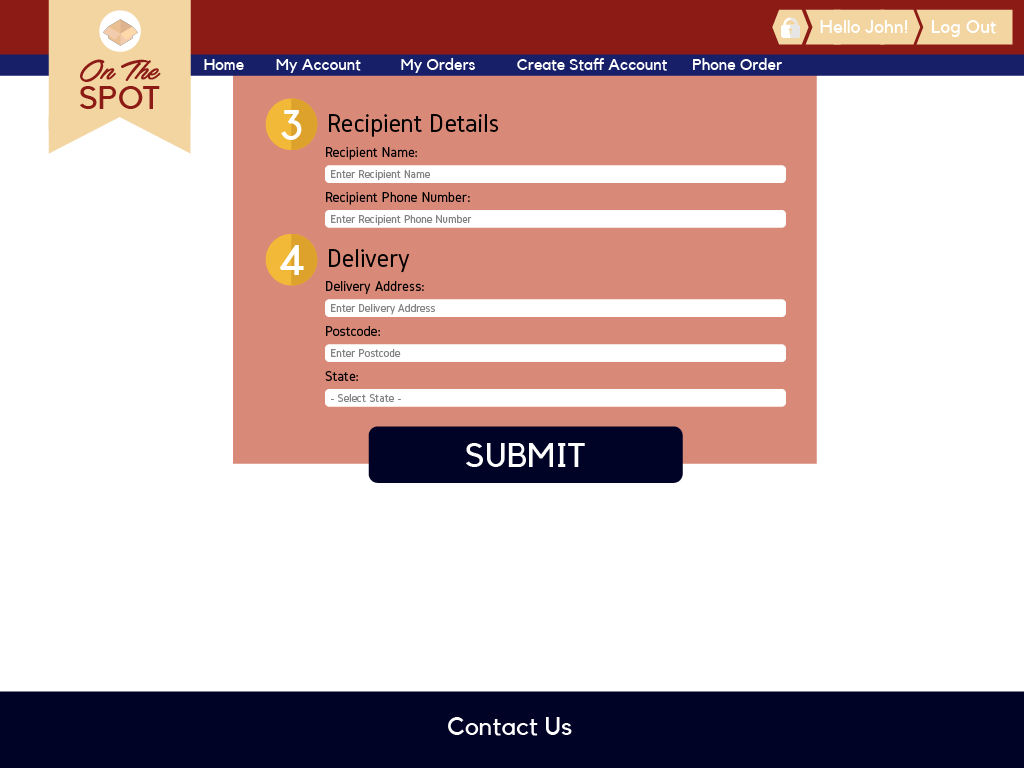 Hello John!
Log Out
On The
SPOT
Home
My Account
My Orders
Create Staff Account
Phone Order
3
Recipient Details
Recipient Name:
Enter Recipient Name
Recipient Phone Number:
Enter Recipient Phone Number
4
Delivery
Delivery Address:
Enter Delivery Address
Postcode:
Enter Postcode
State:
- Select State -
SUBMIT
Contact Us